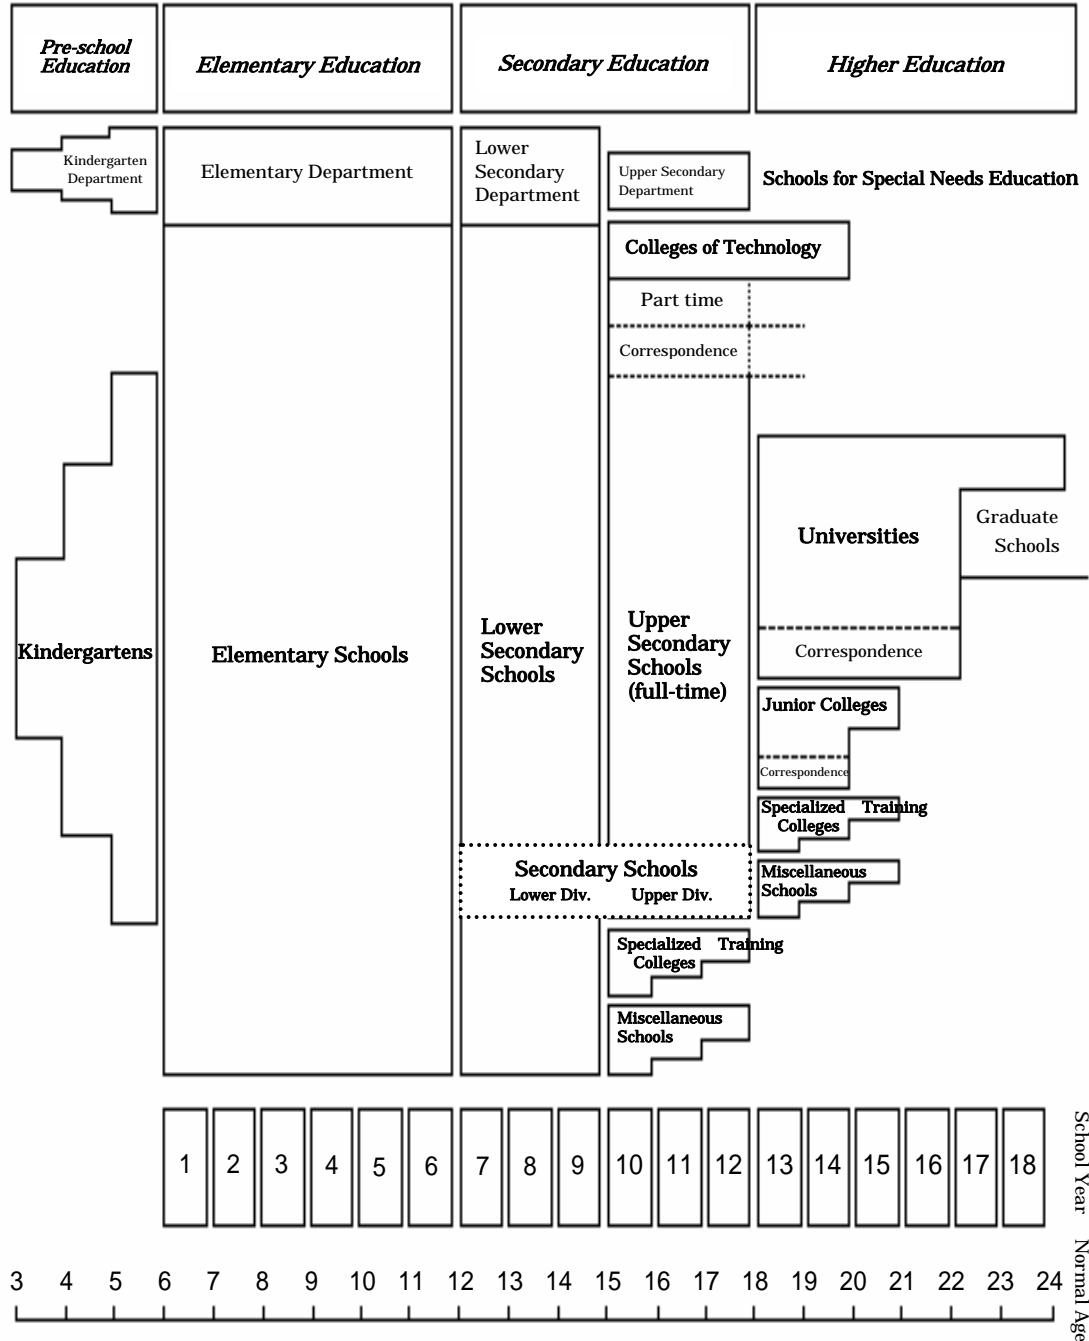 Pre-school
Education
Elementary Education
Secondary Education
Higher Education
Kindergarten
Department
Elementary Department
Lower
Secondary
Department
Upper Secondary
Department
Schools for Special Needs Education
Colleges of Technology
Part time
Correspondence
Universities
Graduate
Schools
Correspondence
Kindergartens
Elementary Schools
Lower
Secondary
Schools
Upper
Secondary
Schools
(full-time)
Junior Colleges
Correspondence
Specialized Training
Colleges
Miscellaneous
Schools
Secondary Schools
Lower Div. Upper Div.
Specialized Training
Colleges
Miscellaneous
Schools
1 2 3 4 5 6 7 8 9 10 11 12 13 14 15 16 17 18
School Year
3 4 5 6 7 8 9 10 11 12 13 14 15 16 17 18 19 20 21 22 23 24
Normal Age